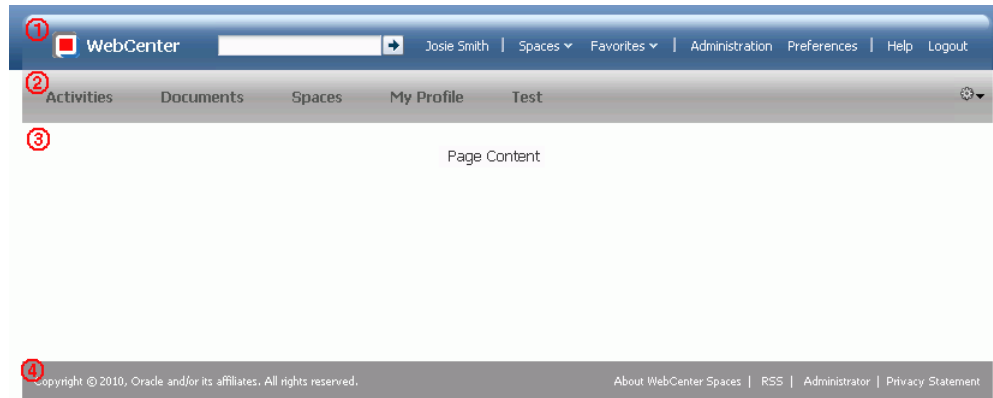 1
WebCenter Josie Smith | Spaces Favorites | Administration Preferences | Help Logout
2
Activities Documents Spaces My Profile Test
3
Page Content
4
Copyright © 2010, Oracle and/or its affiliates. All rights reserved. About WebCenter Spaces | RSS | Administrator | Privacy Statement